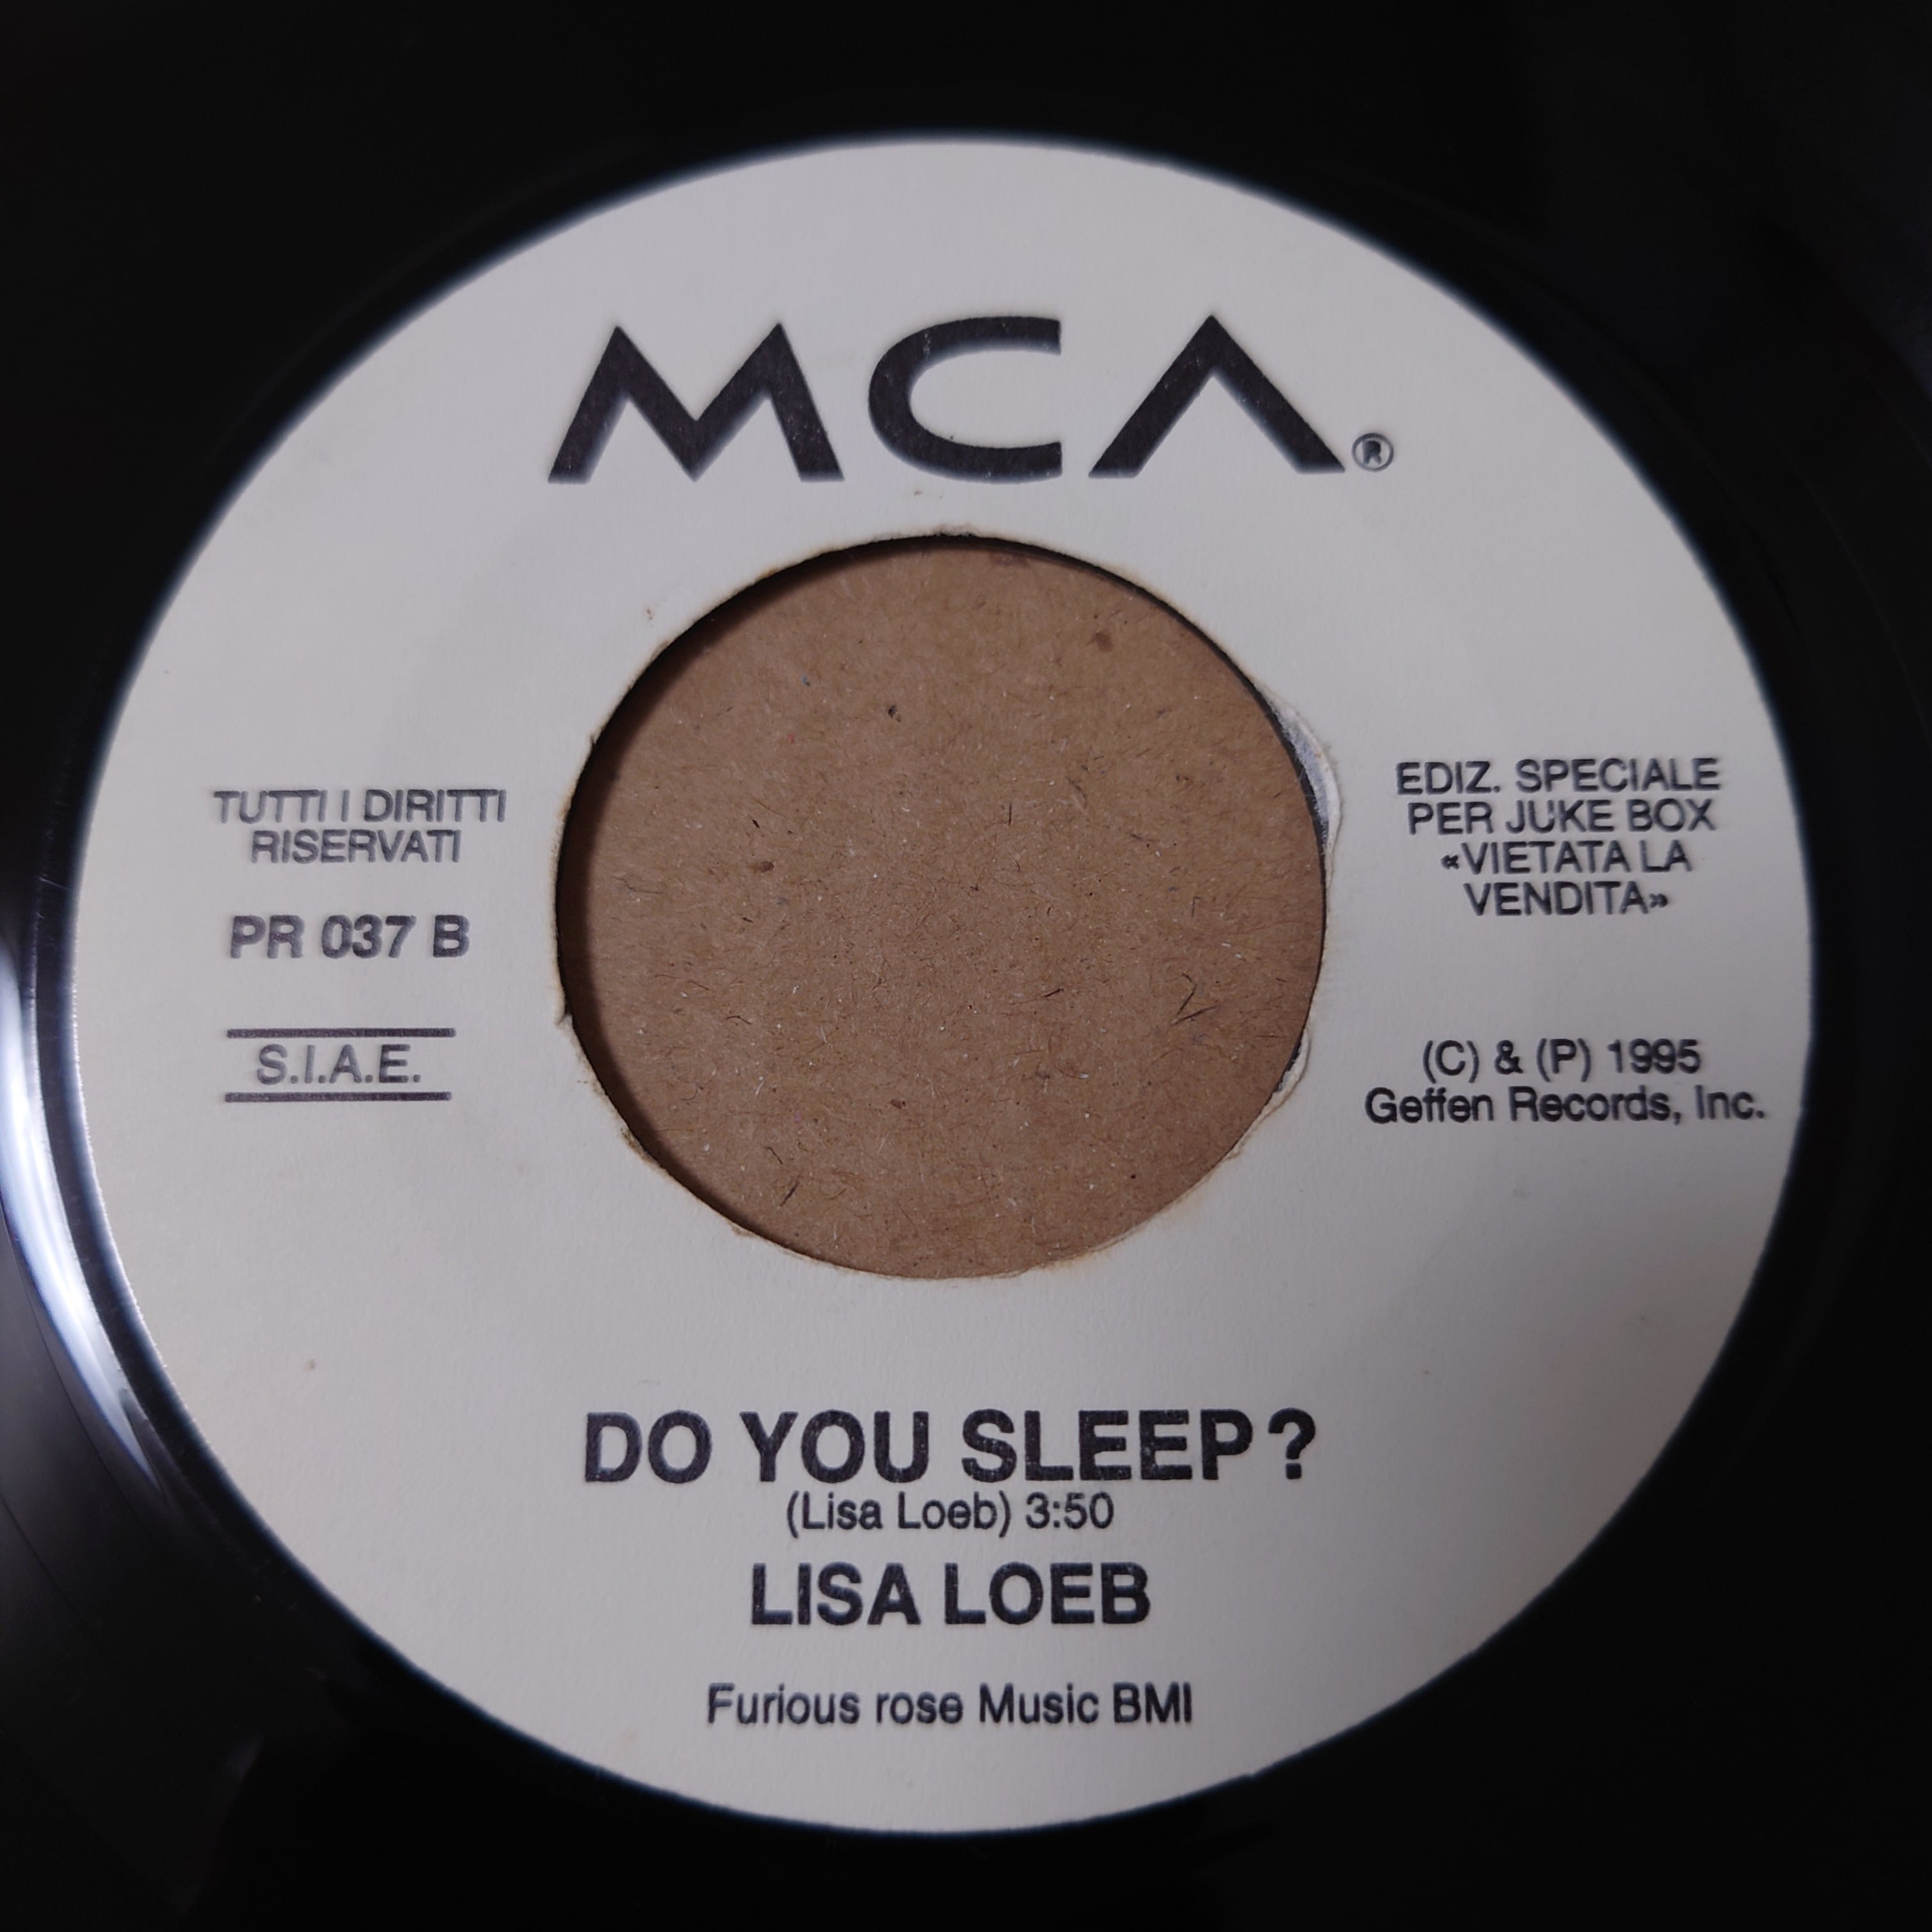 MCA®
TUTTI I DIRITTI
RISERVATI
PR 037 B
S.I.A.E.
EDIZ. SPECIALE
PER JUKE BOX
«VIETATA LA
VENDITA»
(C) & (P) 1995
Geffen Records, Inc.
DO YOU SLEEP?
(Lisa Loeb) 3:50
LISA LOEB
Furious rose Music BMI